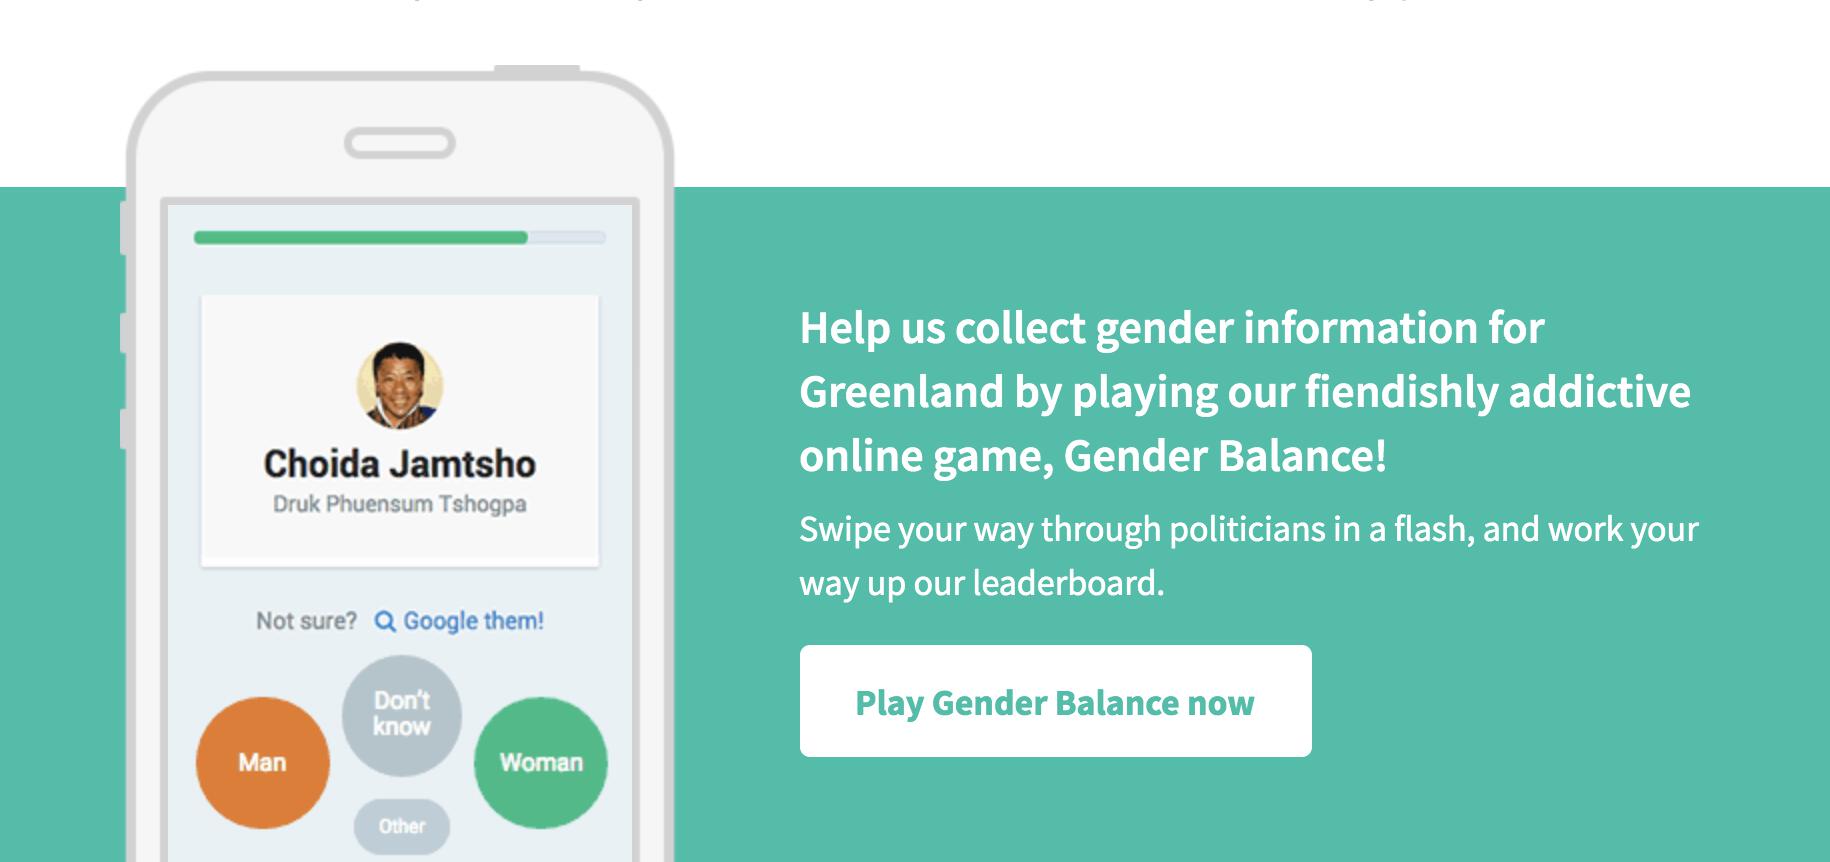 Choida Jamtsho
Druk Phuensum Tshogpa
Not sure? Google them!
Don't
know
Man
Woman
Other
Help us collect gender information for
Greenland by playing our fiendishly addictive
online game, Gender Balance!
Swipe your way through politicians in a flash, and work your
way up our leaderboard.
Play Gender Balance now